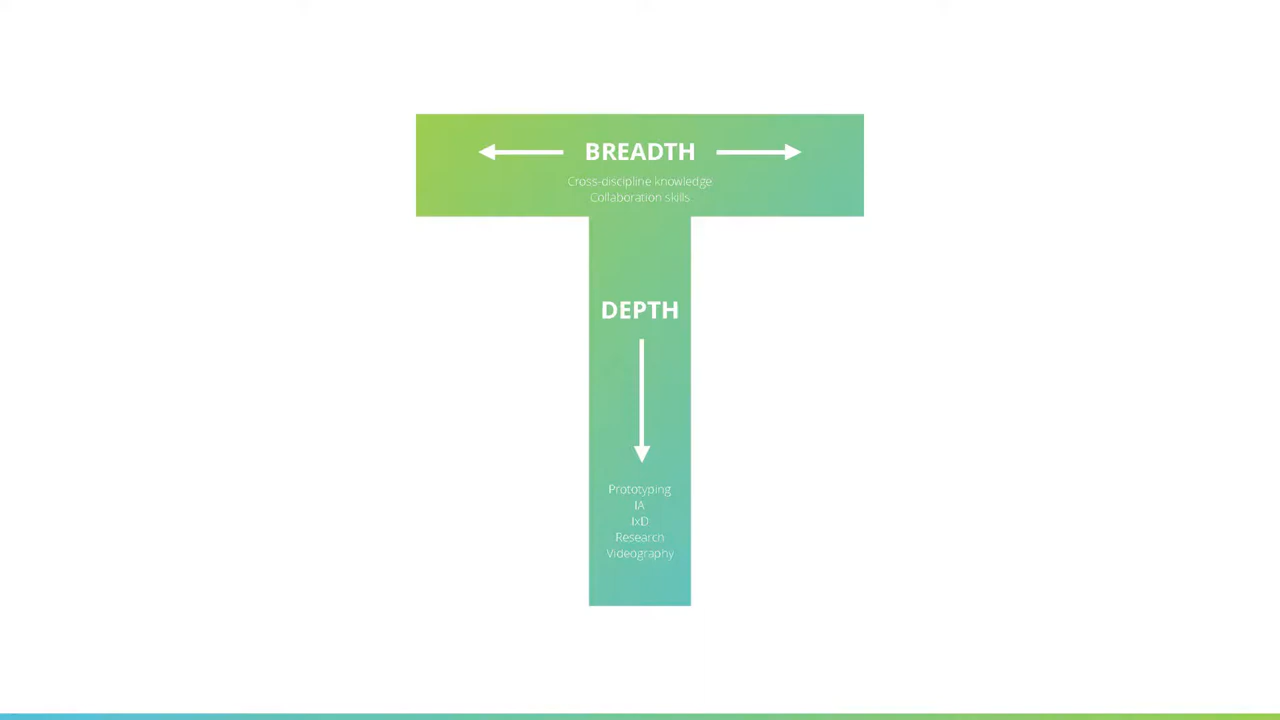 BREADTH
Cross-discipline knowledge
Collaboration skills
DEPTH
Prototyping
IA
IxD
Research
Videography